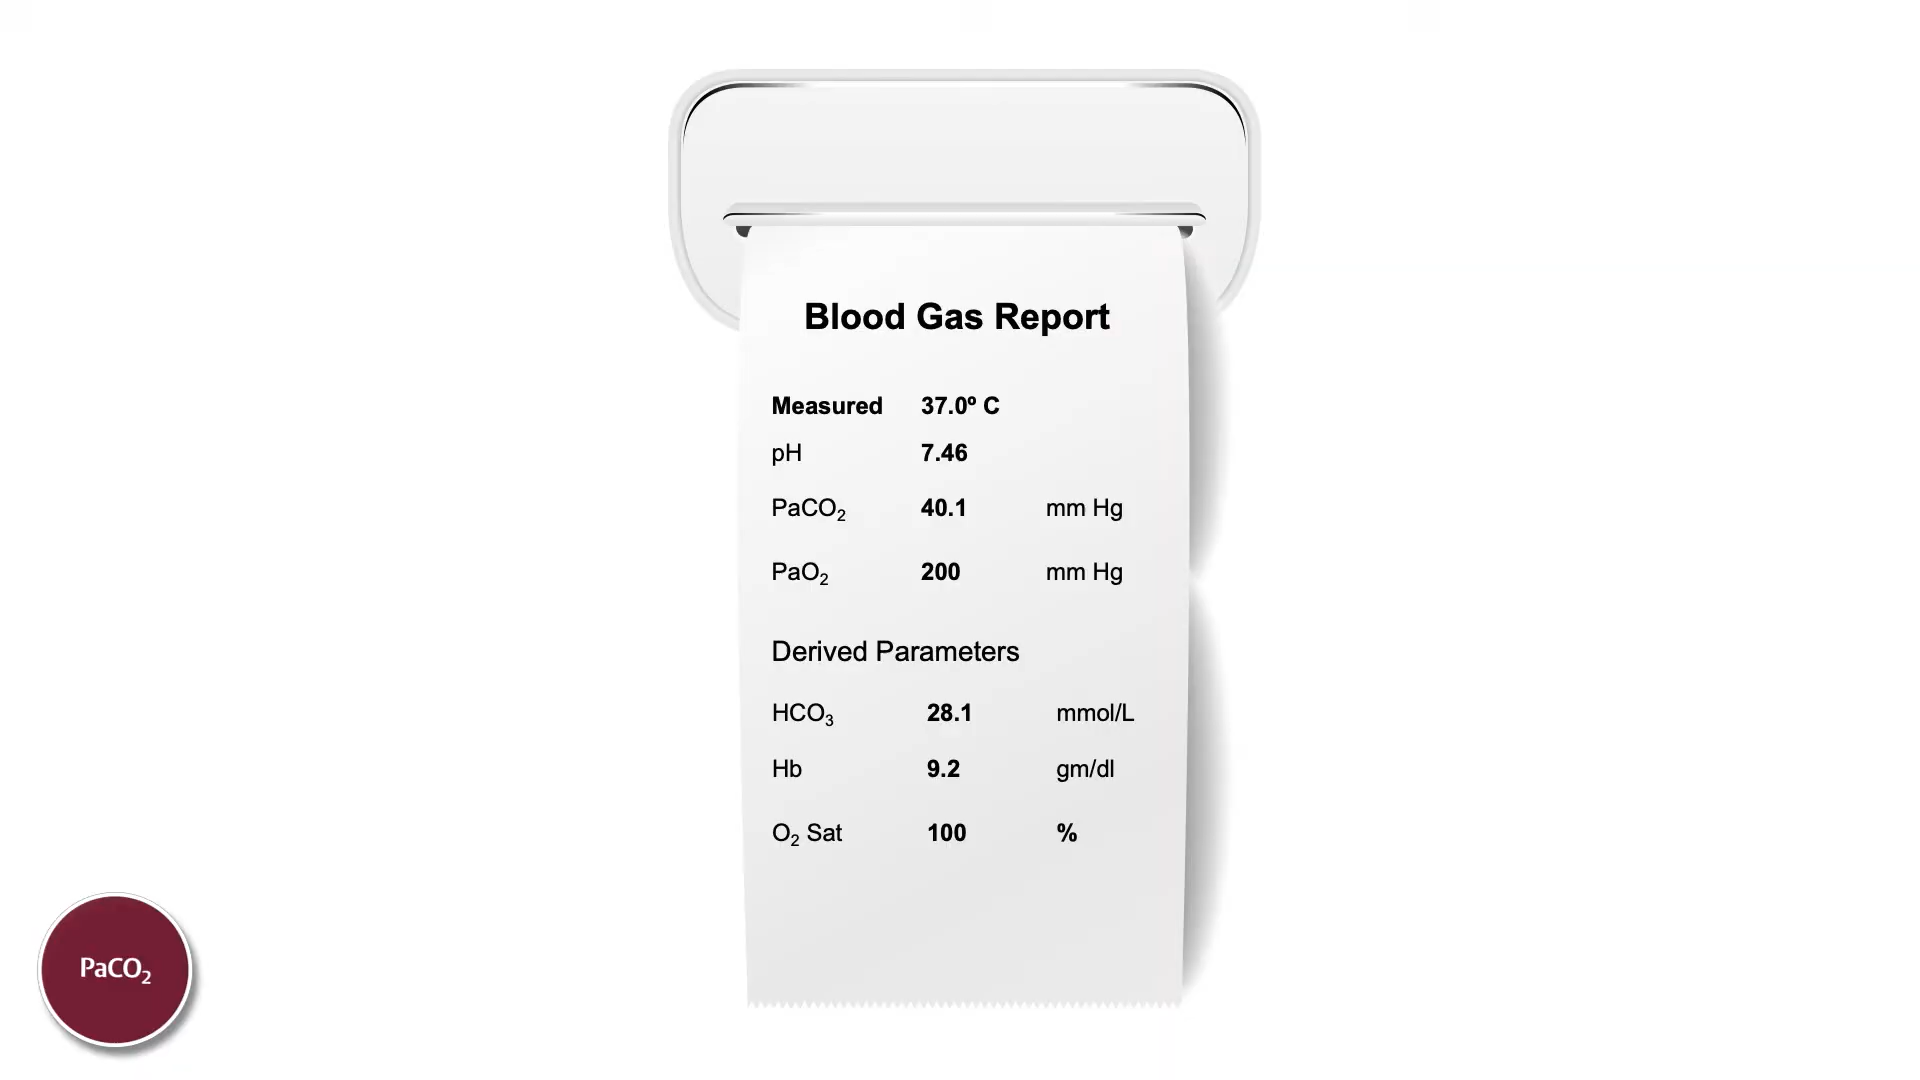 Blood Gas Report
Measured 37.0º C
pH 7.46
PaCO₂ 40.1 mm Hg
PaO₂ 200 mm Hg
Derived Parameters
HCO₃ 28.1 mmol/L
Hb 9.2 gm/dl
O₂ Sat 100 %
PaCO₂